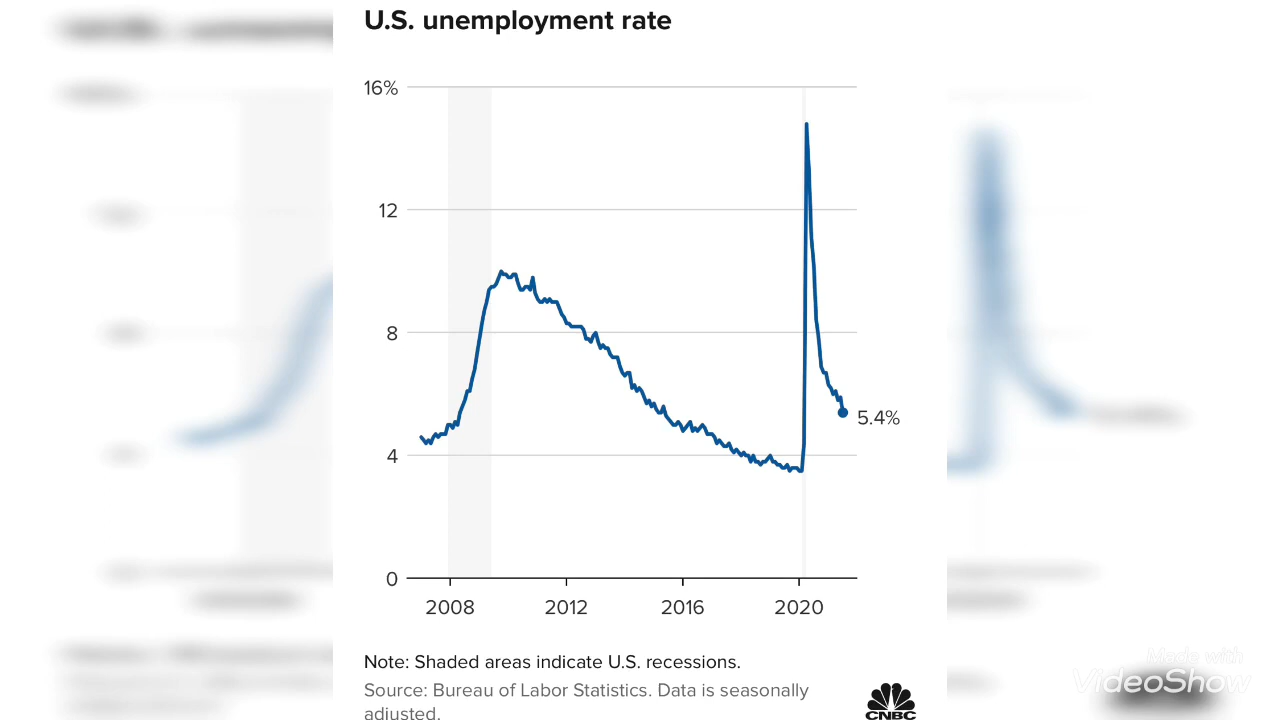 U.S. unemployment rate
16%
12
8
5.4%
4
0
2008 2012 2016 2020
Note: Shaded areas indicate U.S. recessions.
Source: Bureau of Labor Statistics. Data is seasonally
adjusted.
CNBC
Made with
VideoShow